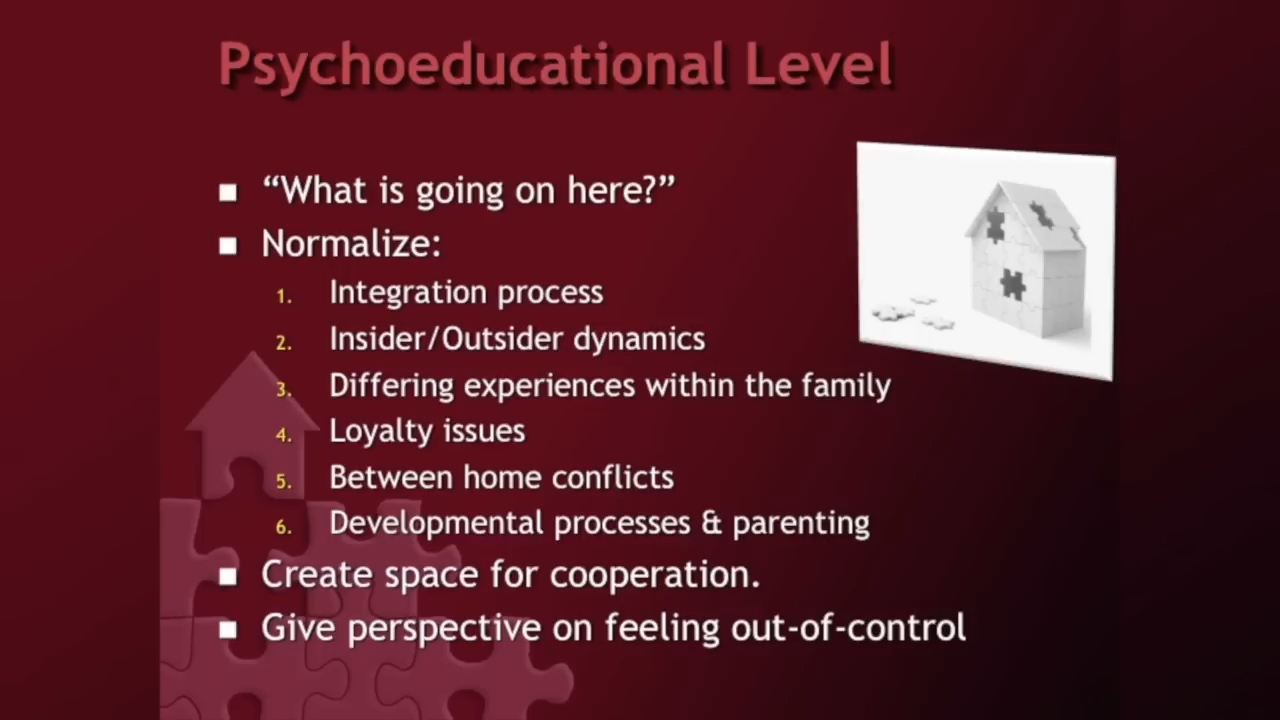 Psychoeducational Level
“What is going on here?”
Normalize:
1. Integration process
2. Insider/Outsider dynamics
3. Differing experiences within the family
4. Loyalty issues
5. Between home conflicts
6. Developmental processes & parenting
Create space for cooperation.
Give perspective on feeling out-of-control